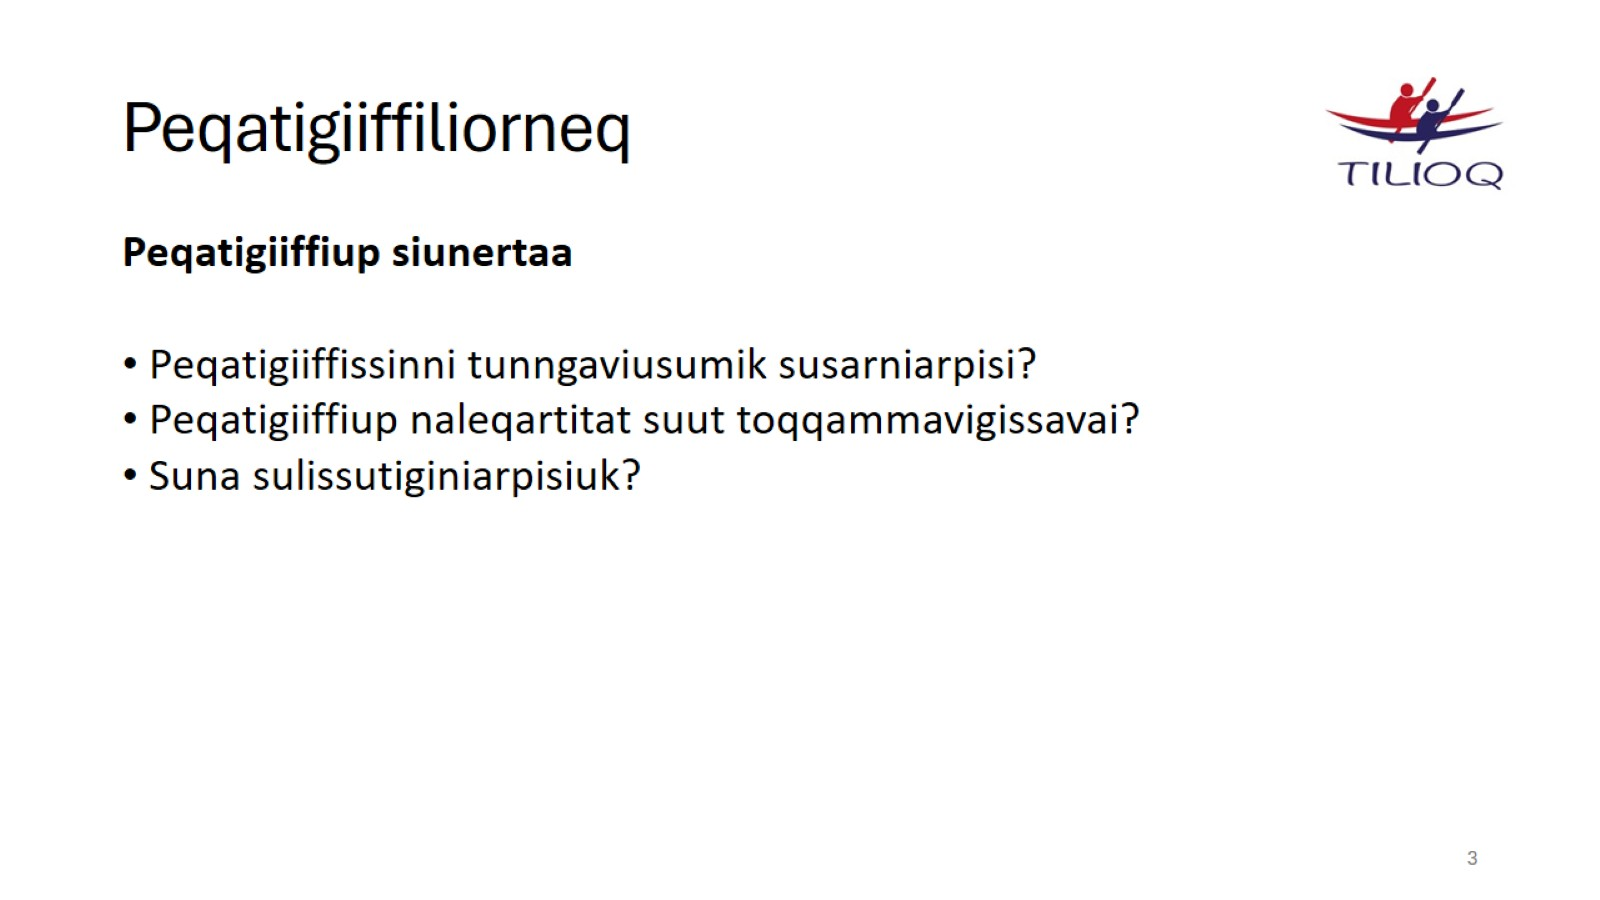 Peqatigiiffiliorneq
TILIOQ
Peqatigiiffiup siunertaa
• Peqatigiiffissinni tunngaviusumik susarniarpisi?
• Peqatigiiffiup naleqartitat suut toqqammavigissavai?
• Suna sulissutiginiarpisiuk?
3